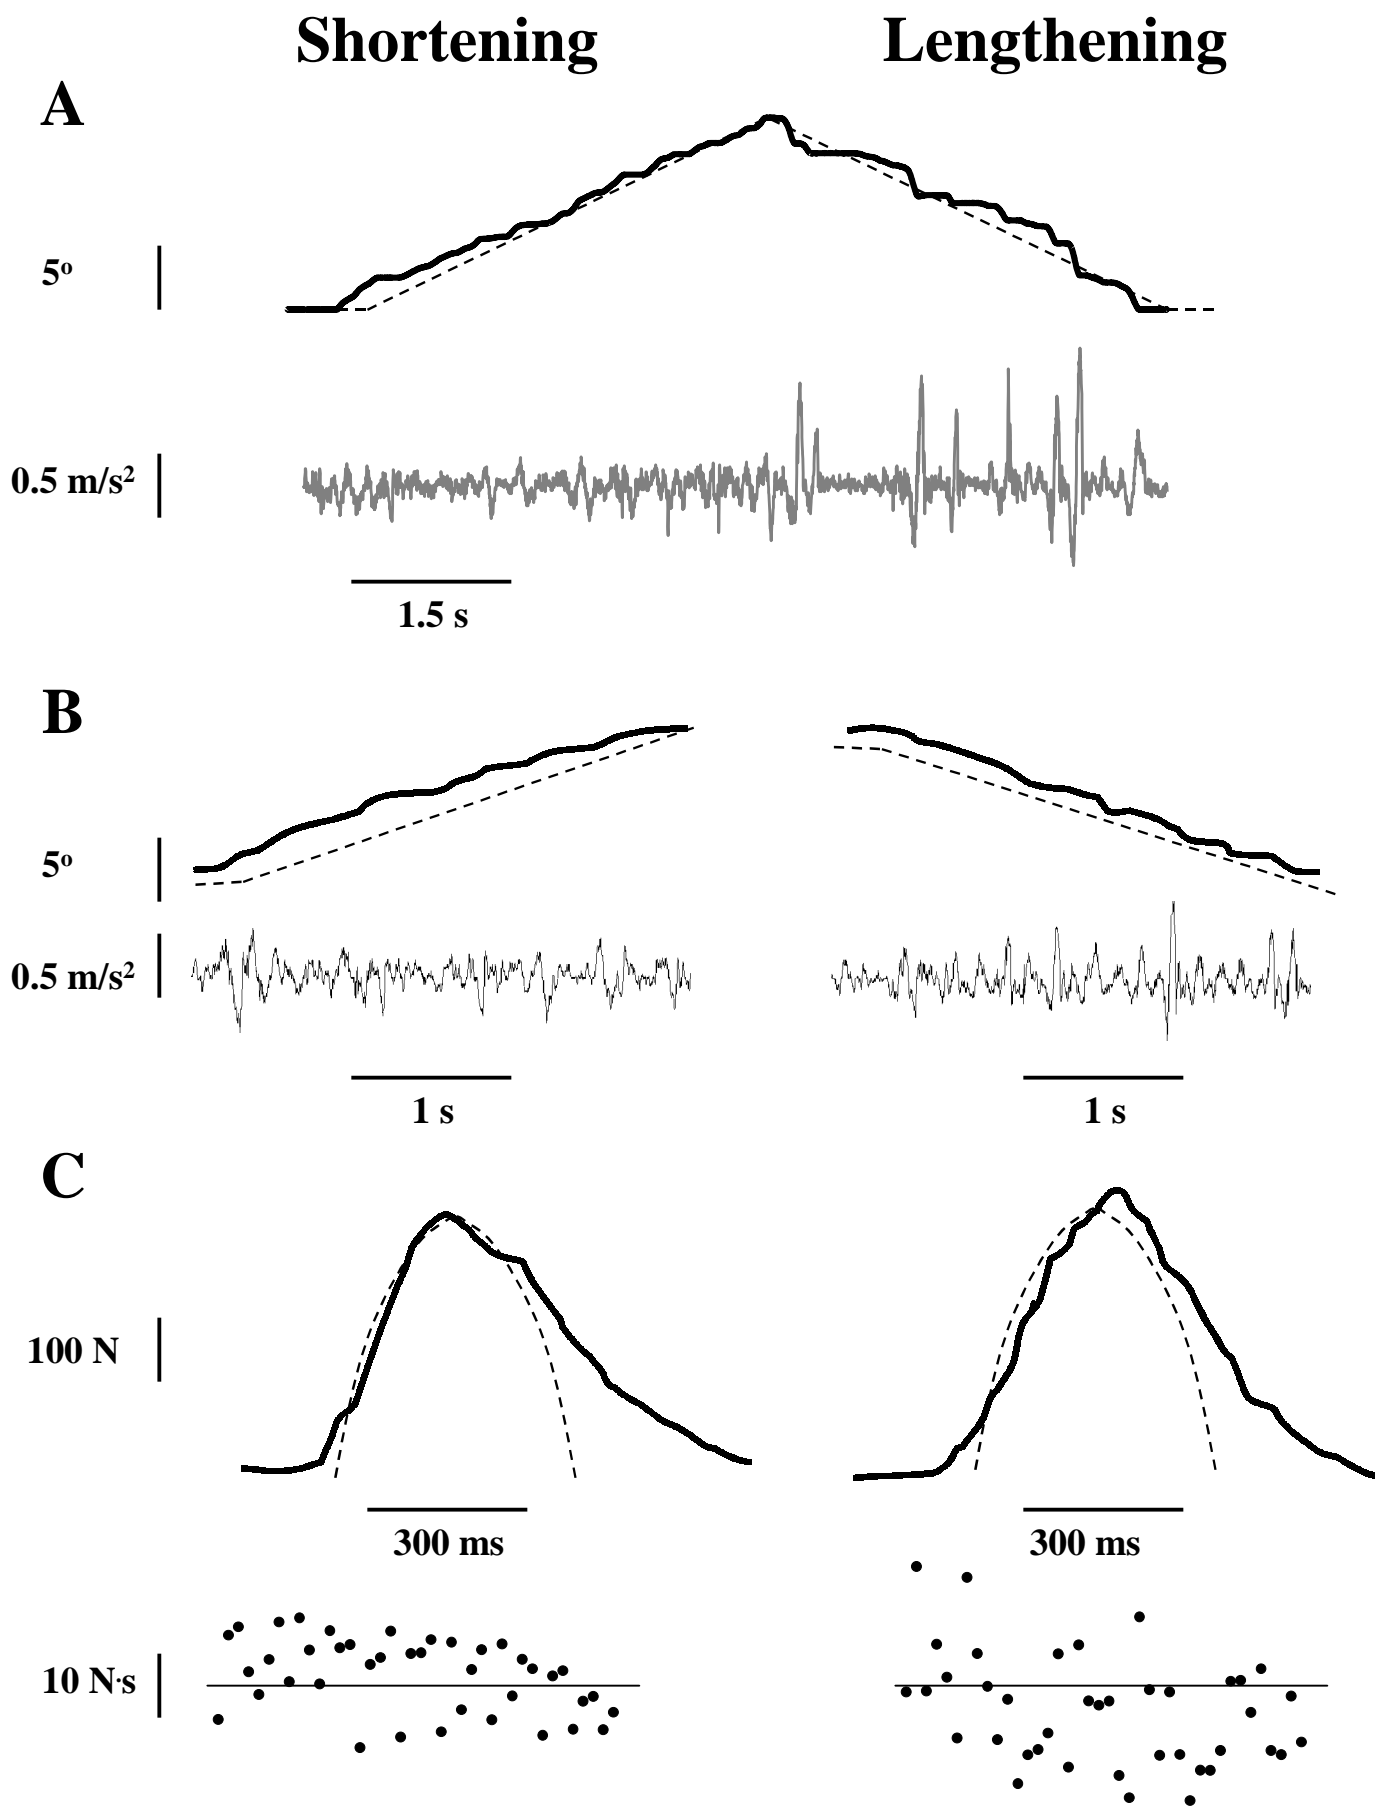 Shortening Lengthening
A
5º
0.5 m/s²
1.5 s
B
5º
0.5 m/s²
1 s 1 s
C
100 N
300 ms 300 ms
10 N·s